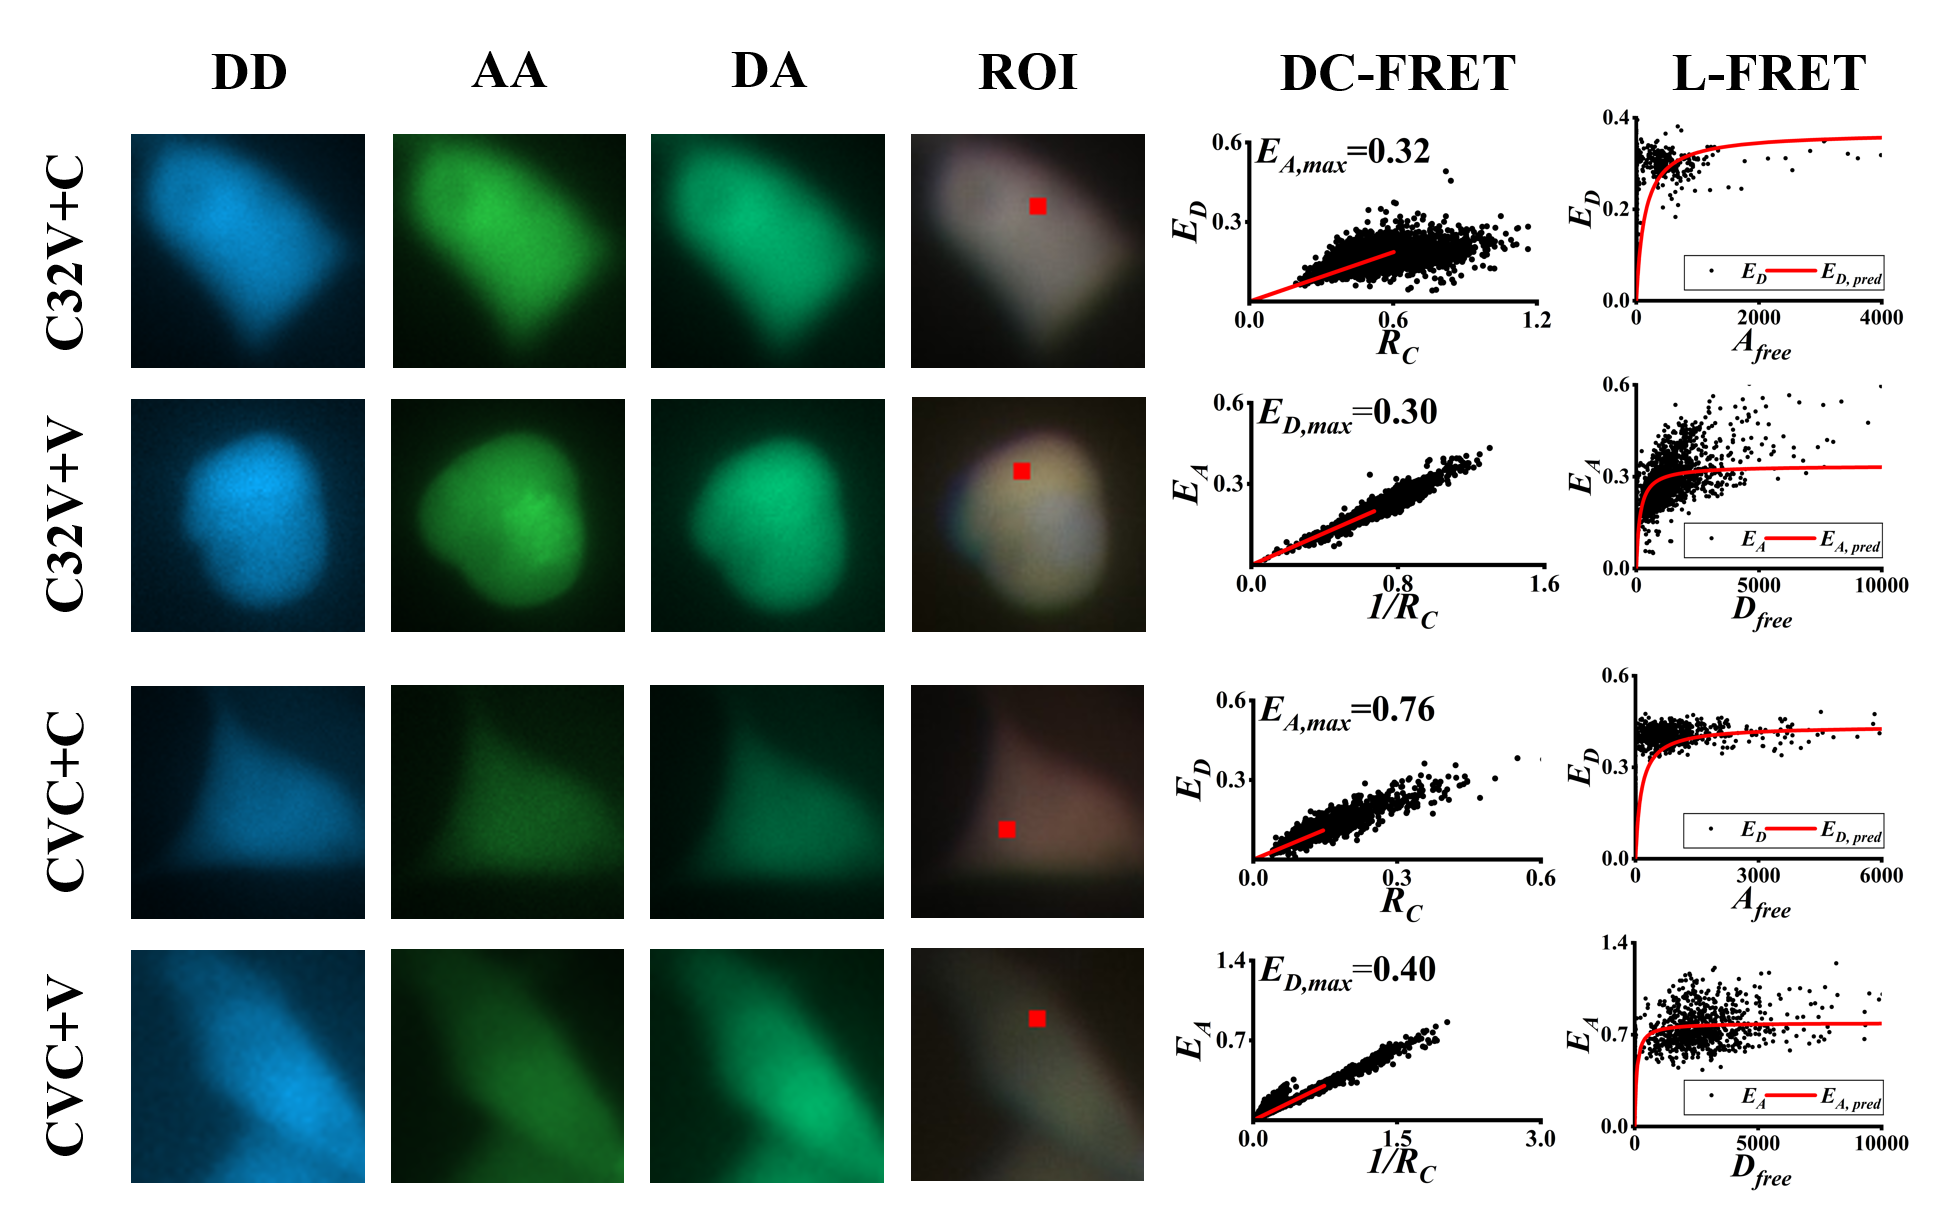 DD AA DA ROI DC-FRET L-FRET
C32V+C
E_A,max=0.32
E_D
0.6
0.3
0.0 0.6 1.2
R_C
E_D
0.4
0.2
0.0
0 2000 4000
A_free
E_D E_D, pred
C32V+V
E_D,max=0.30
E_A
0.6
0.3
0.0 0.8 1.6
1/R_C
E_A
0.6
0.3
0.0
0 5000 10000
D_free
E_A E_A, pred
CVC+C
E_A,max=0.76
E_D
0.6
0.3
0.0 0.3 0.6
R_C
E_D
0.6
0.3
0.0
0 3000 6000
A_free
E_D E_D, pred
CVC+V
E_D,max=0.40
E_A
1.4
0.7
0.0 1.5 3.0
1/R_C
E_A
1.4
0.7
0.0
0 5000 10000
D_free
E_A E_A, pred